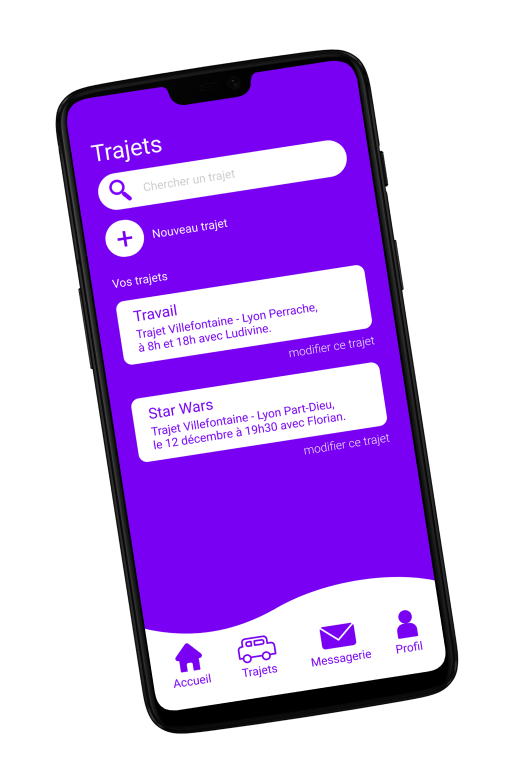 Trajets
Chercher un trajet
Nouveau trajet
Vos trajets
Travail
Trajet Villefontaine - Lyon Perrache,
à 8h et 18h avec Ludivine.
modifier ce trajet
Star Wars
Trajet Villefontaine - Lyon Part-Dieu,
le 12 décembre à 19h30 avec Florian.
modifier ce trajet
Accueil
Trajets
Messagerie
Profil